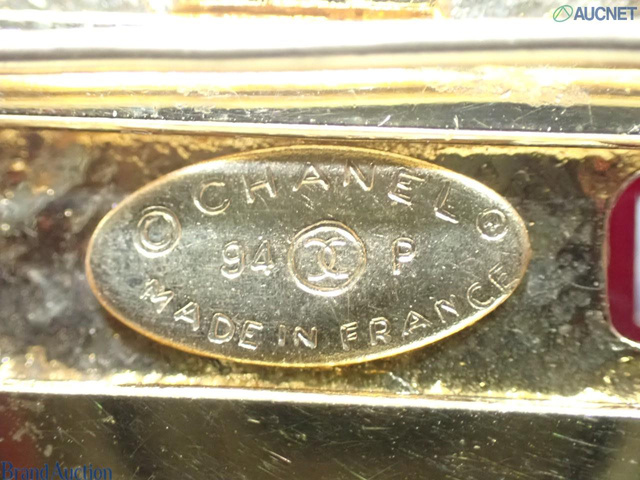 AUCNET
© CHANEL ®
94 P
MADE IN FRANCE
Brand Auction